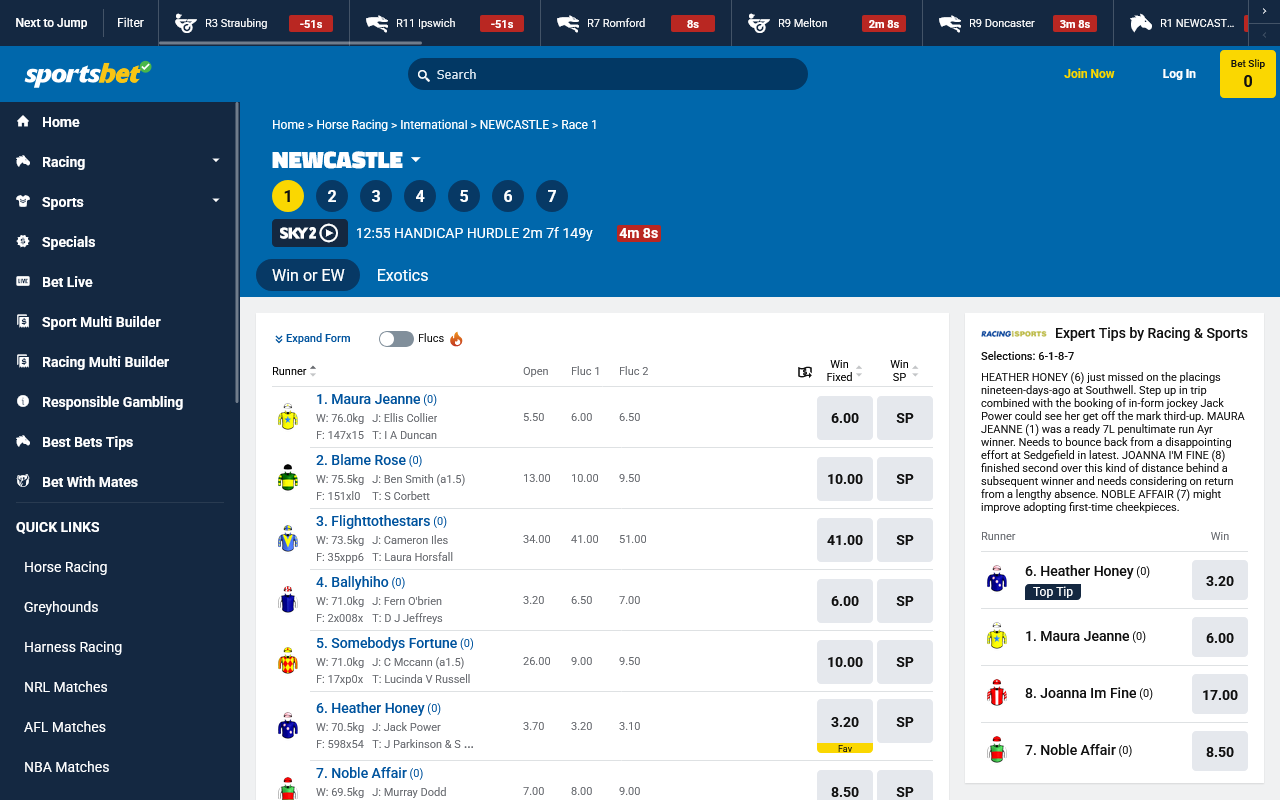 Next to Jump
Filter
R3 Straubing
-51s
R11 Ipswich
-51s
R7 Romford
8s
R9 Melton
2m 8s
R9 Doncaster
3m 8s
R1 NEWCAST...
sportsbet
Search
Join Now
Log In
Bet Slip
0
Home
Racing
Sports
Specials
Bet Live
Sport Multi Builder
Racing Multi Builder
Responsible Gambling
Best Bets Tips
Bet With Mates
QUICK LINKS
Horse Racing
Greyhounds
Harness Racing
NRL Matches
AFL Matches
NBA Matches
Home > Horse Racing > International > NEWCASTLE > Race 1
NEWCASTLE
1 2 3 4 5 6 7
SKY2 12:55 HANDICAP HURDLE 2m 7f 149y 4m 8s
Win or EW
Exotics
Expand Form
Flucs
Runner Open Fluc 1 Fluc 2 Win Fixed Win SP
1. Maura Jeanne (0)
W: 76.0kg J: Ellis Collier
F: 147x15 T: I A Duncan
5.50 6.00 6.50 6.00 SP
2. Blame Rose (0)
W: 75.5kg J: Ben Smith (a1.5)
F: 151xl0 T: S Corbett
13.00 10.00 9.50 10.00 SP
3. Flighttothestars (0)
W: 73.5kg J: Cameron Iles
F: 35xpp6 T: Laura Horsfall
34.00 41.00 51.00 41.00 SP
4. Ballyhiho (0)
W: 71.0kg J: Fern O'brien
F: 2x008x T: D J Jeffreys
3.20 6.50 7.00 6.00 SP
5. Somebodys Fortune (0)
W: 71.0kg J: C Mccann (a1.5)
F: 17xp0x T: Lucinda V Russell
26.00 9.00 9.50 10.00 SP
6. Heather Honey (0)
W: 70.5kg J: Jack Power
F: 598x54 T: J Parkinson & S ...
3.70 3.20 3.10 3.20 SP
Fav
7. Noble Affair (0)
W: 69.5kg J: Murray Dodd
7.00 8.00 9.00 8.50 SP
RACING AND SPORTS
Expert Tips by Racing & Sports
Selections: 6-1-8-7
HEATHER HONEY (6) just missed on the placings
nineteen-days-ago at Southwell. Step up in trip
combined with the booking of in-form jockey Jack
Power could see her get off the mark third-up. MAURA
JEANNE (1) was a ready 7L penultimate run Ayr
winner. Needs to bounce back from a disappointing
effort at Sedgefield in latest. JOANNA I'M FINE (8)
finished second over this kind of distance behind a
subsequent winner and needs considering on return
from a lengthy absence. NOBLE AFFAIR (7) might
improve adopting first-time cheekpieces.
Runner Win
6. Heather Honey (0)
Top Tip
3.20
1. Maura Jeanne (0)
6.00
8. Joanna Im Fine (0)
17.00
7. Noble Affair (0)
8.50